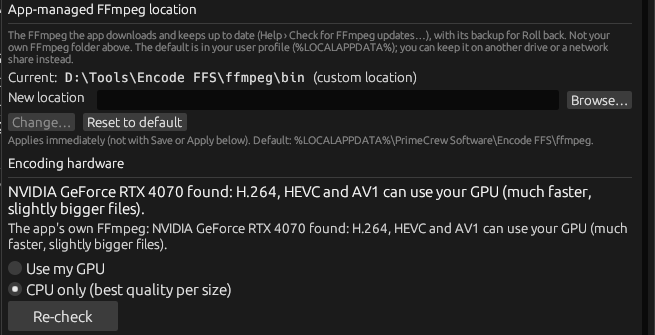 App-managed FFmpeg location
The FFmpeg the app downloads and keeps up to date (Help › Check for FFmpeg updates…), with its backup for Roll back. Not your
own FFmpeg folder above. The default is in your user profile (%LOCALAPPDATA%); you can keep it on another drive or a network
share instead.
Current: D:\Tools\Encode FFS\ffmpeg\bin (custom location)
New location Browse…
Change… Reset to default
Applies immediately (not with Save or Apply below). Default: %LOCALAPPDATA%\PrimeCrew Software\Encode FFS\ffmpeg.
Encoding hardware
NVIDIA GeForce RTX 4070 found: H.264, HEVC and AV1 can use your GPU (much faster,
slightly bigger files).
The app's own FFmpeg: NVIDIA GeForce RTX 4070 found: H.264, HEVC and AV1 can use your GPU (much
faster, slightly bigger files).
Use my GPU
CPU only (best quality per size)
Re-check